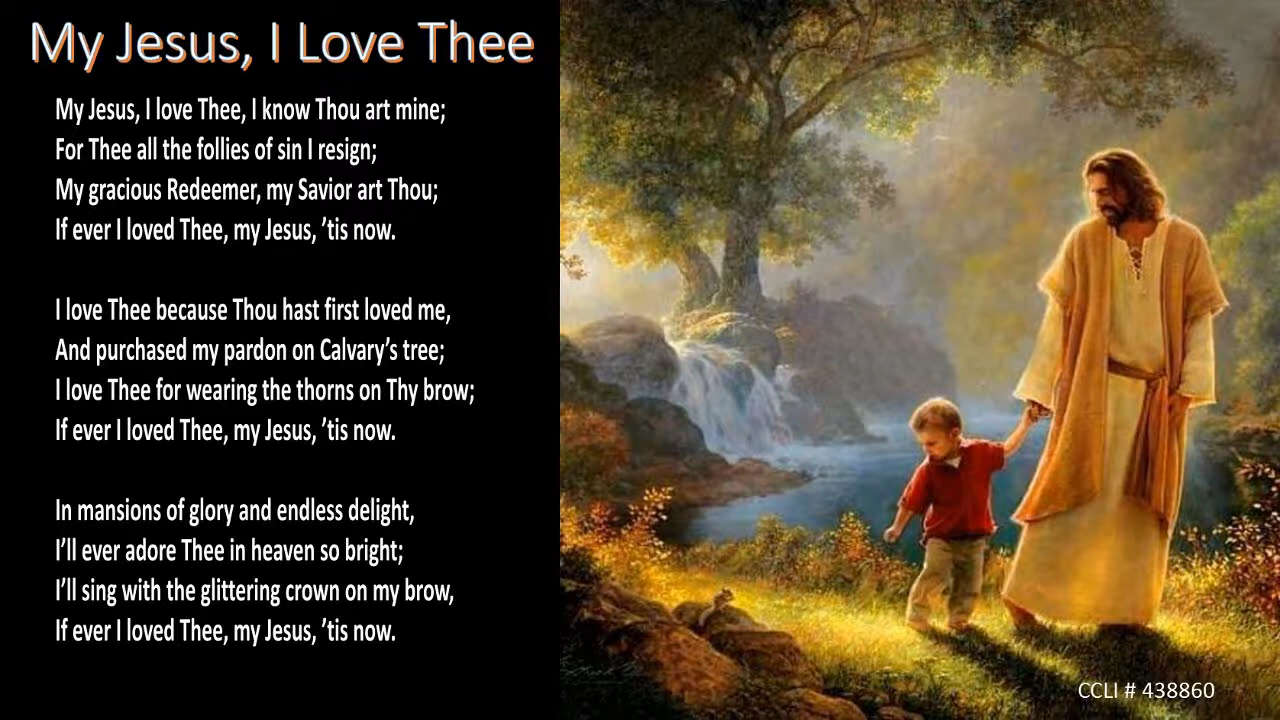 My Jesus, I Love Thee
My Jesus, I love Thee, I know Thou art mine;
For Thee all the follies of sin I resign;
My gracious Redeemer, my Savior art Thou;
If ever I loved Thee, my Jesus, ’tis now.
I love Thee because Thou hast first loved me,
And purchased my pardon on Calvary’s tree;
I love Thee for wearing the thorns on Thy brow;
If ever I loved Thee, my Jesus, ’tis now.
In mansions of glory and endless delight,
I’ll ever adore Thee in heaven so bright;
I’ll sing with the glittering crown on my brow,
If ever I loved Thee, my Jesus, ’tis now.
CCLI # 438860